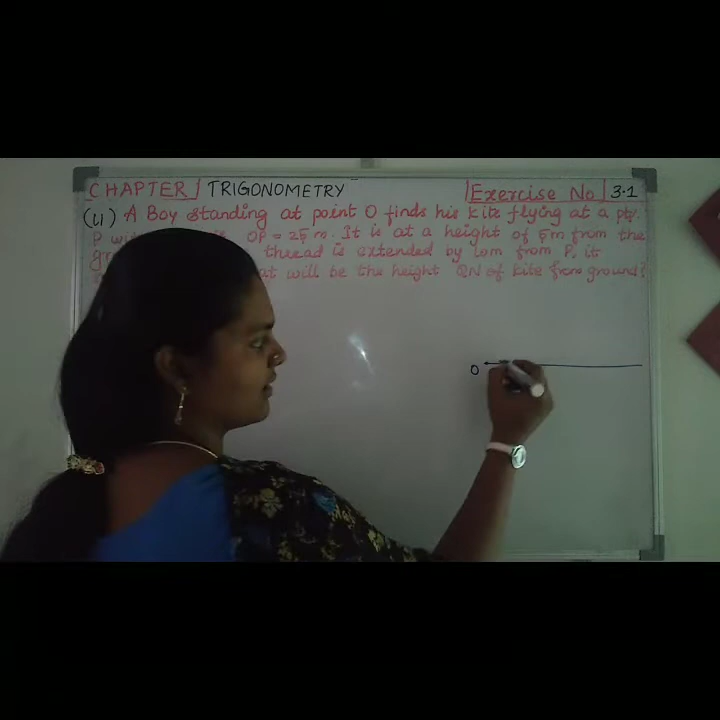 CHAPTER TRIGONOMETRY Exercise No 3.1
(4) A Boy standing at point O finds his kite flying at a pt.
P OP = 25 m. It is at a height of 5m from the
thread is extended by 10m from P, it
will be the height QN of kite from ground?
O